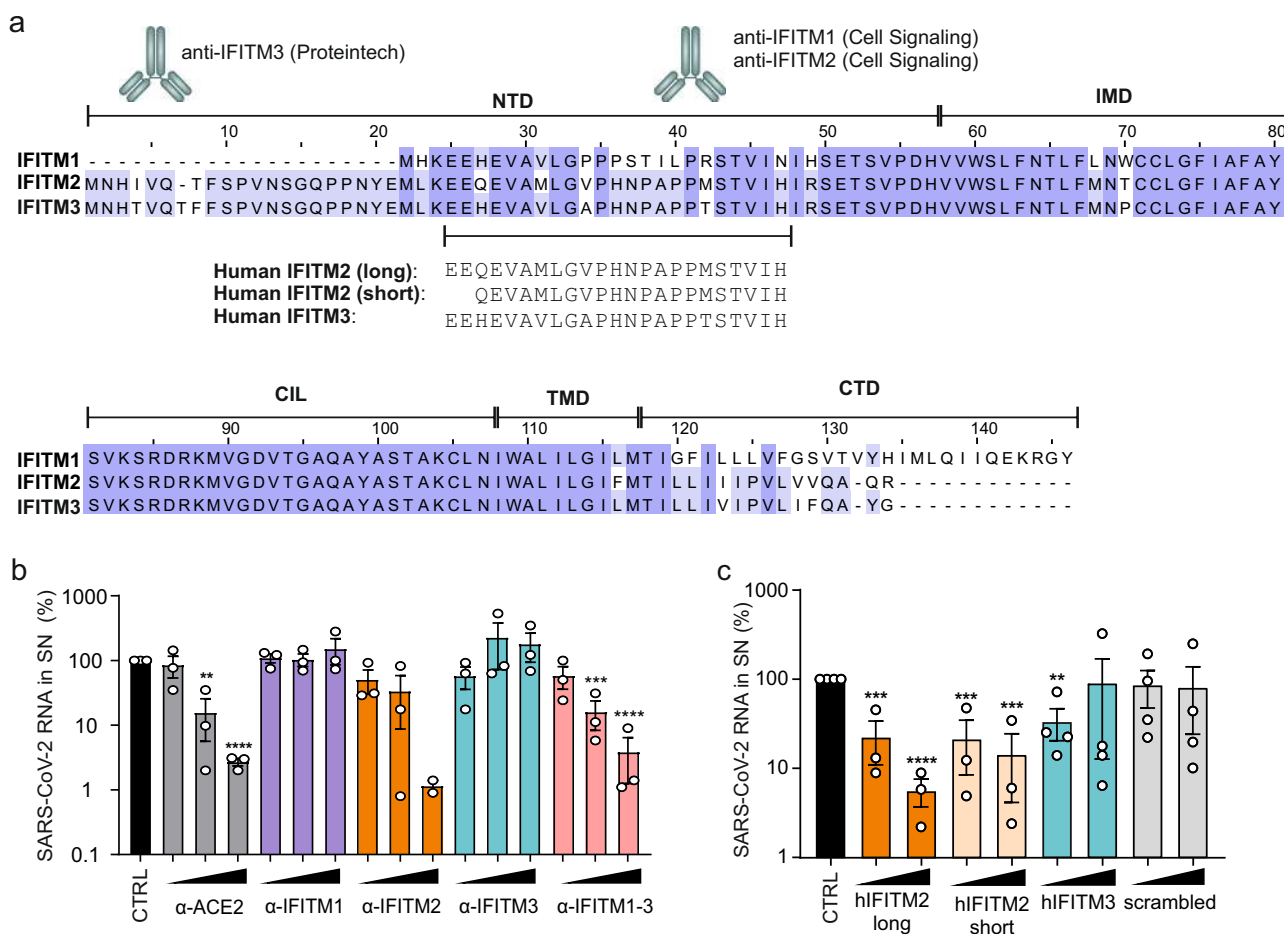 a
anti-IFITM3 (Proteintech)
anti-IFITM1 (Cell Signaling)
anti-IFITM2 (Cell Signaling)
NTD IMD
10 20 30 40 50 60 70 80
IFITM1 - - - - - - - - - - - - - - - - - - - - - MHKEEHEVAVLGPPPSTILPRSTVINIHSETSVPDHVVWSLFNTLFLNWCCLGFIAFAY
IFITM2 MNHIVQ-TFSPVNSGQPPNYEMLKEEQEVAMLGVPHNPAPPMSTVIHIRSETSVPDHVVWSLFNTLFMNTCCLGFIAFAY
IFITM3 MNHTVQTFFSPVNSGQPPNYEMLKEEHEVAVLGAPHNPAPPTSTVIHIRSETSVPDHVVWSLFNTLFMNPCCLGFIAFAY
Human IFITM2 (long): EEQEVAMLGVPHNPAPPMSTVIH
Human IFITM2 (short): QEVAMLGVPHNPAPPMSTVIH
Human IFITM3: EEHEVAVLGAPHNPAPPTSTVIH
CIL TMD CTD
90 100 110 120 130 140
IFITM1 SVKSRDRKMVGDVTGAQAYASTAKCLNIWALILGILMTIGFILLLVFGSVTVYHIMLQIIQEKRGY
IFITM2 SVKSRDRKMVGDVTGAQAYASTAKCLNIWALILGIFMTILLIIIPVLVVQA-QR- - - - - - - - - - - -
IFITM3 SVKSRDRKMVGDVTGAQAYASTAKCLNIWALILGILMTILLIVIPVLIFQA-YG- - - - - - - - - - - -
b
SARS-CoV-2 RNA in SN (%)
1000
100
10
1
0.1
** **** *** ****
CTRL α-ACE2 α-IFITM1 α-IFITM2 α-IFITM3 α-IFITM1-3
c
SARS-CoV-2 RNA in SN (%)
1000
100
10
1
*** **** *** *** **
CTRL hIFITM2 long hIFITM2 short hIFITM3 scrambled